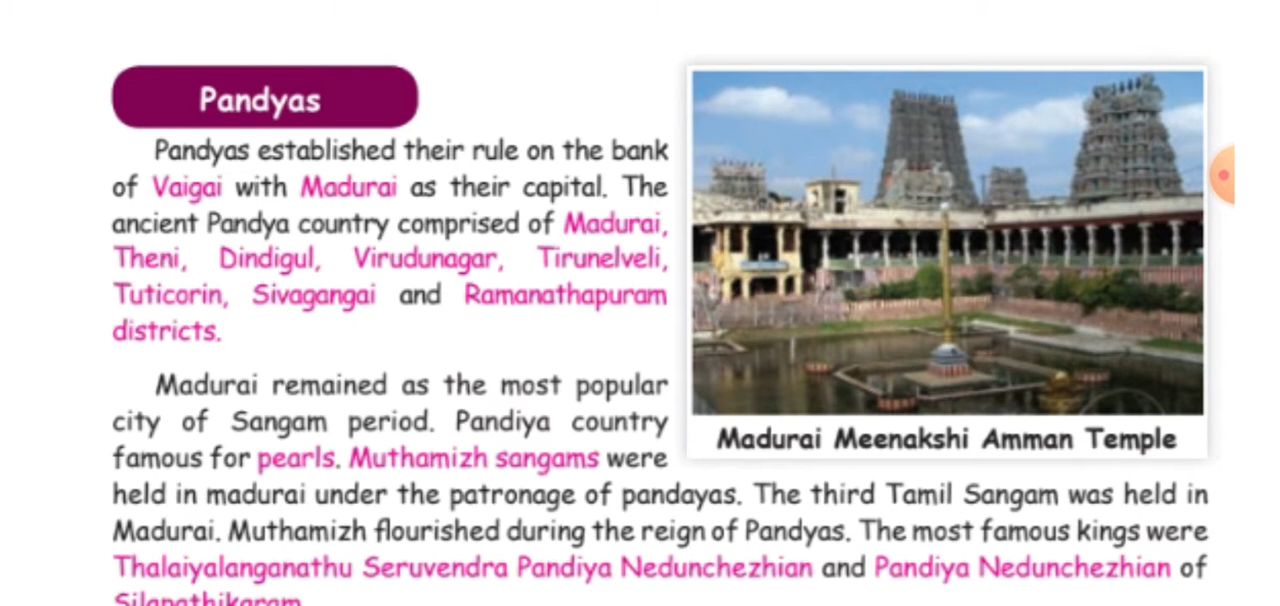 Pandyas
Pandyas established their rule on the bank
of Vaigai with Madurai as their capital. The
ancient Pandya country comprised of Madurai,
Theni, Dindigul, Virudunagar, Tirunelveli,
Tuticorin, Sivagangai and Ramanathapuram
districts.
Madurai remained as the most popular
city of Sangam period. Pandiya country
famous for pearls. Muthamizh sangams were
held in madurai under the patronage of pandayas. The third Tamil Sangam was held in
Madurai. Muthamizh flourished during the reign of Pandyas. The most famous kings were
Thalaiyalanganathu Seruvendra Pandiya Nedunchezhian and Pandiya Nedunchezhian of
Silapathikaram
Madurai Meenakshi Amman Temple